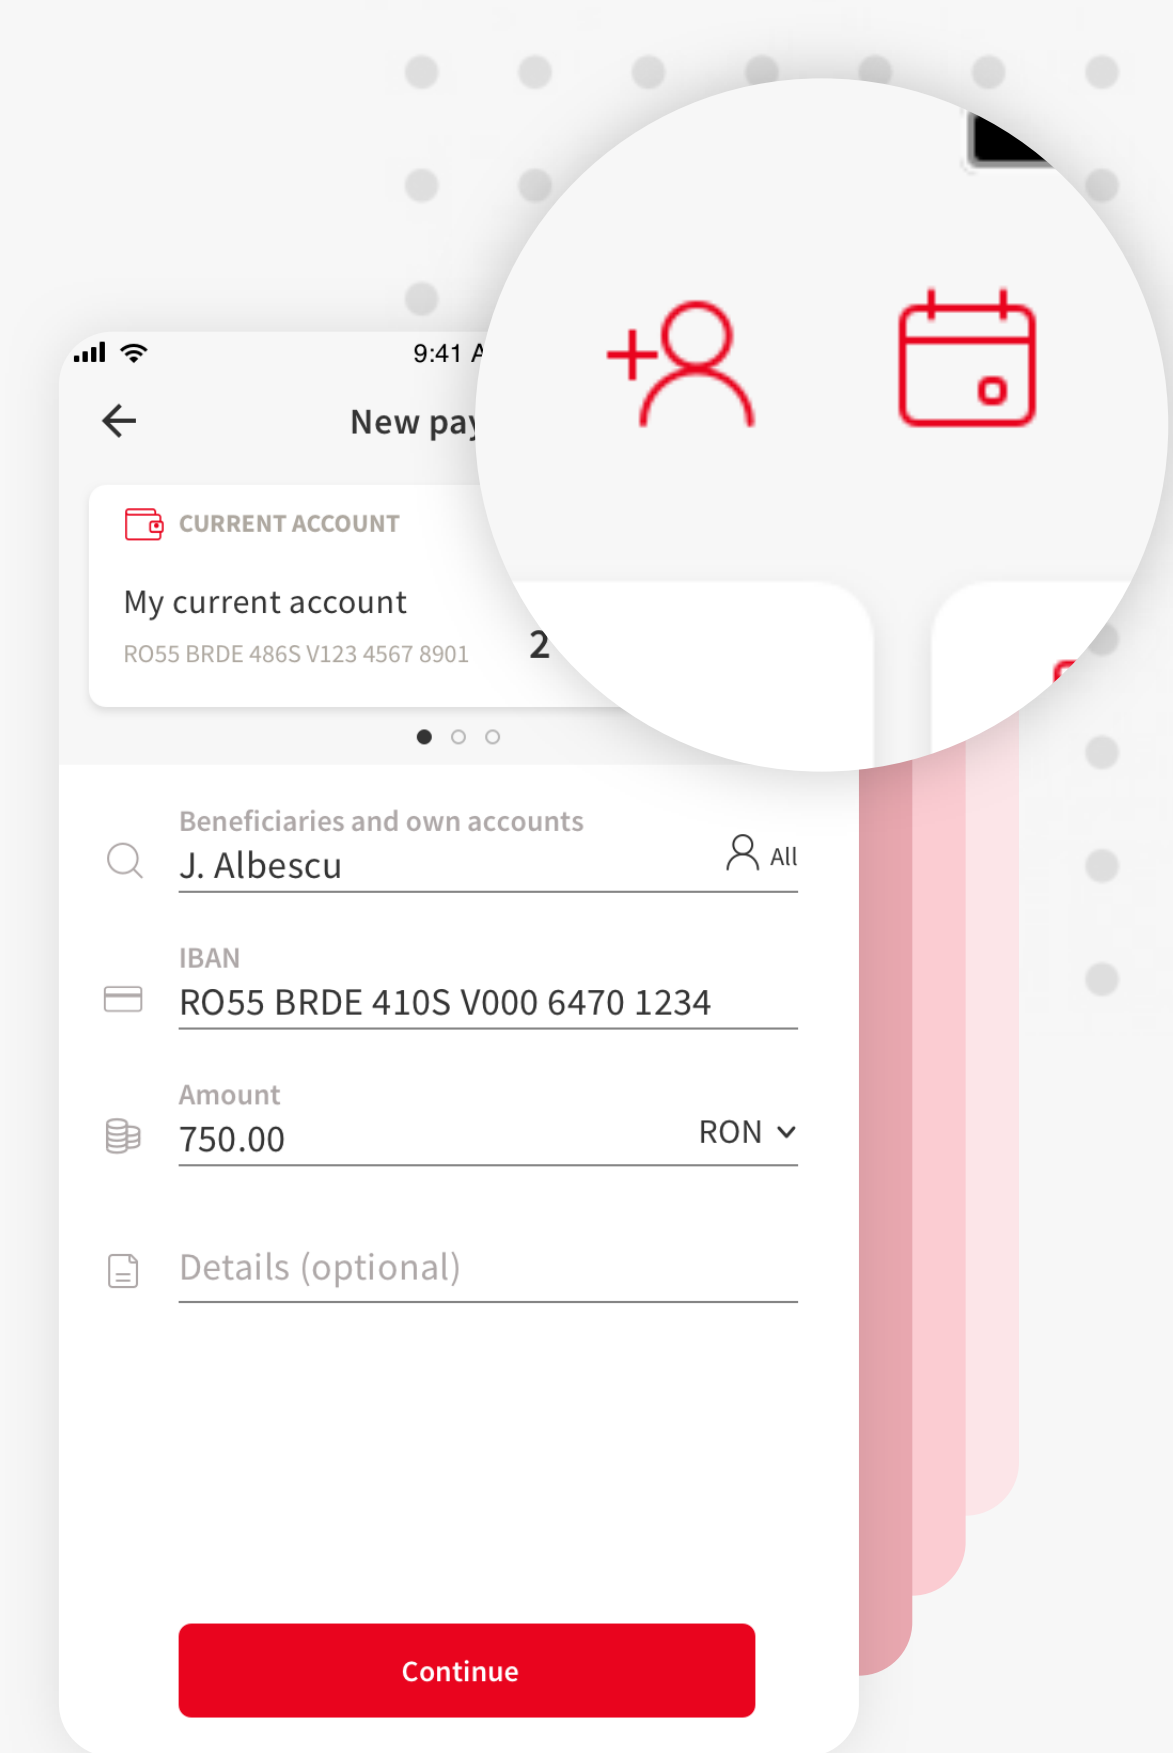 9:41 A
New pay
CURRENT ACCOUNT
My current account
RO55 BRDE 486S V123 4567 8901
2
Beneficiaries and own accounts
J. Albescu
All
IBAN
RO55 BRDE 410S V000 6470 1234
Amount
750.00
RON
Details (optional)
Continue